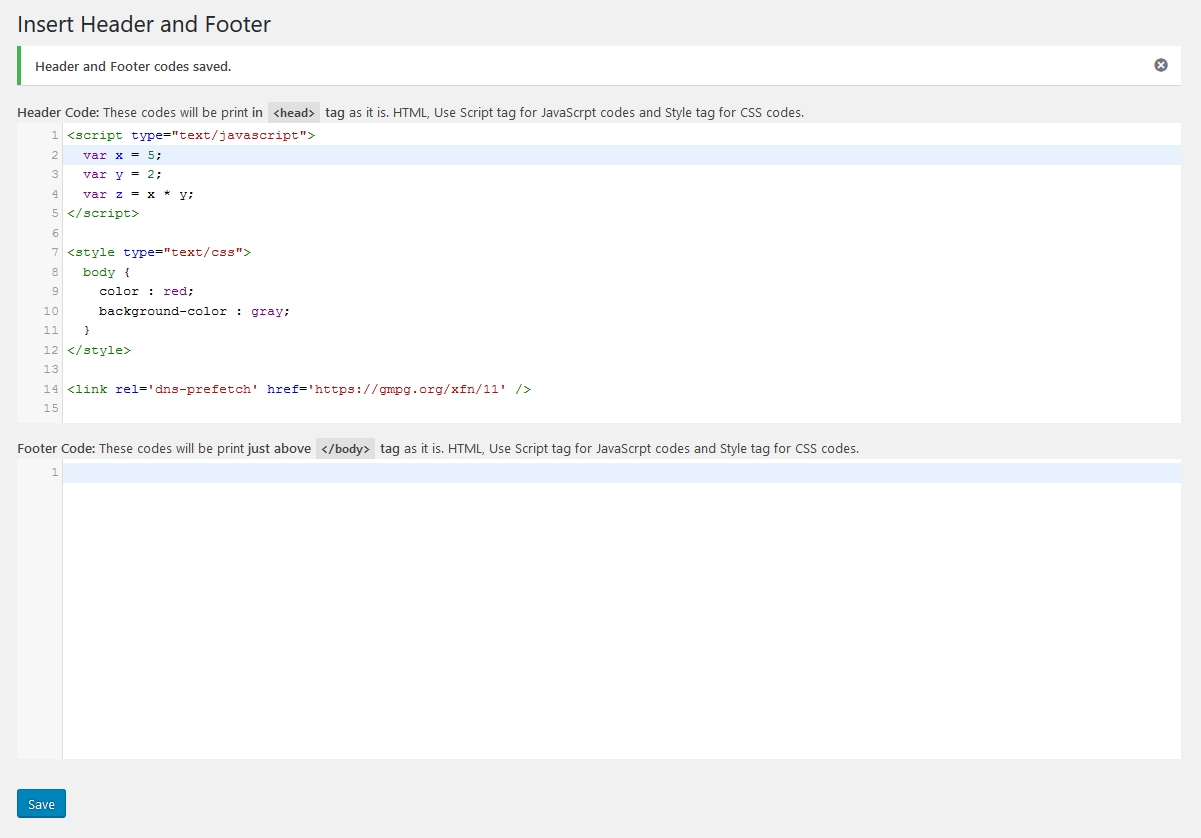 Insert Header and Footer
Header and Footer codes saved.
Header Code: These codes will be print in <head> tag as it is. HTML, Use Script tag for JavaScrpt codes and Style tag for CSS codes.
1 <script type="text/javascript">
2   var x = 5;
3   var y = 2;
4   var z = x * y;
5 </script>
6
7 <style type="text/css">
8   body {
9     color : red;
10     background-color : gray;
11   }
12 </style>
13
14 <link rel='dns-prefetch' href='https://gmpg.org/xfn/11' />
15
Footer Code: These codes will be print just above </body> tag as it is. HTML, Use Script tag for JavaScrpt codes and Style tag for CSS codes.
1
Save